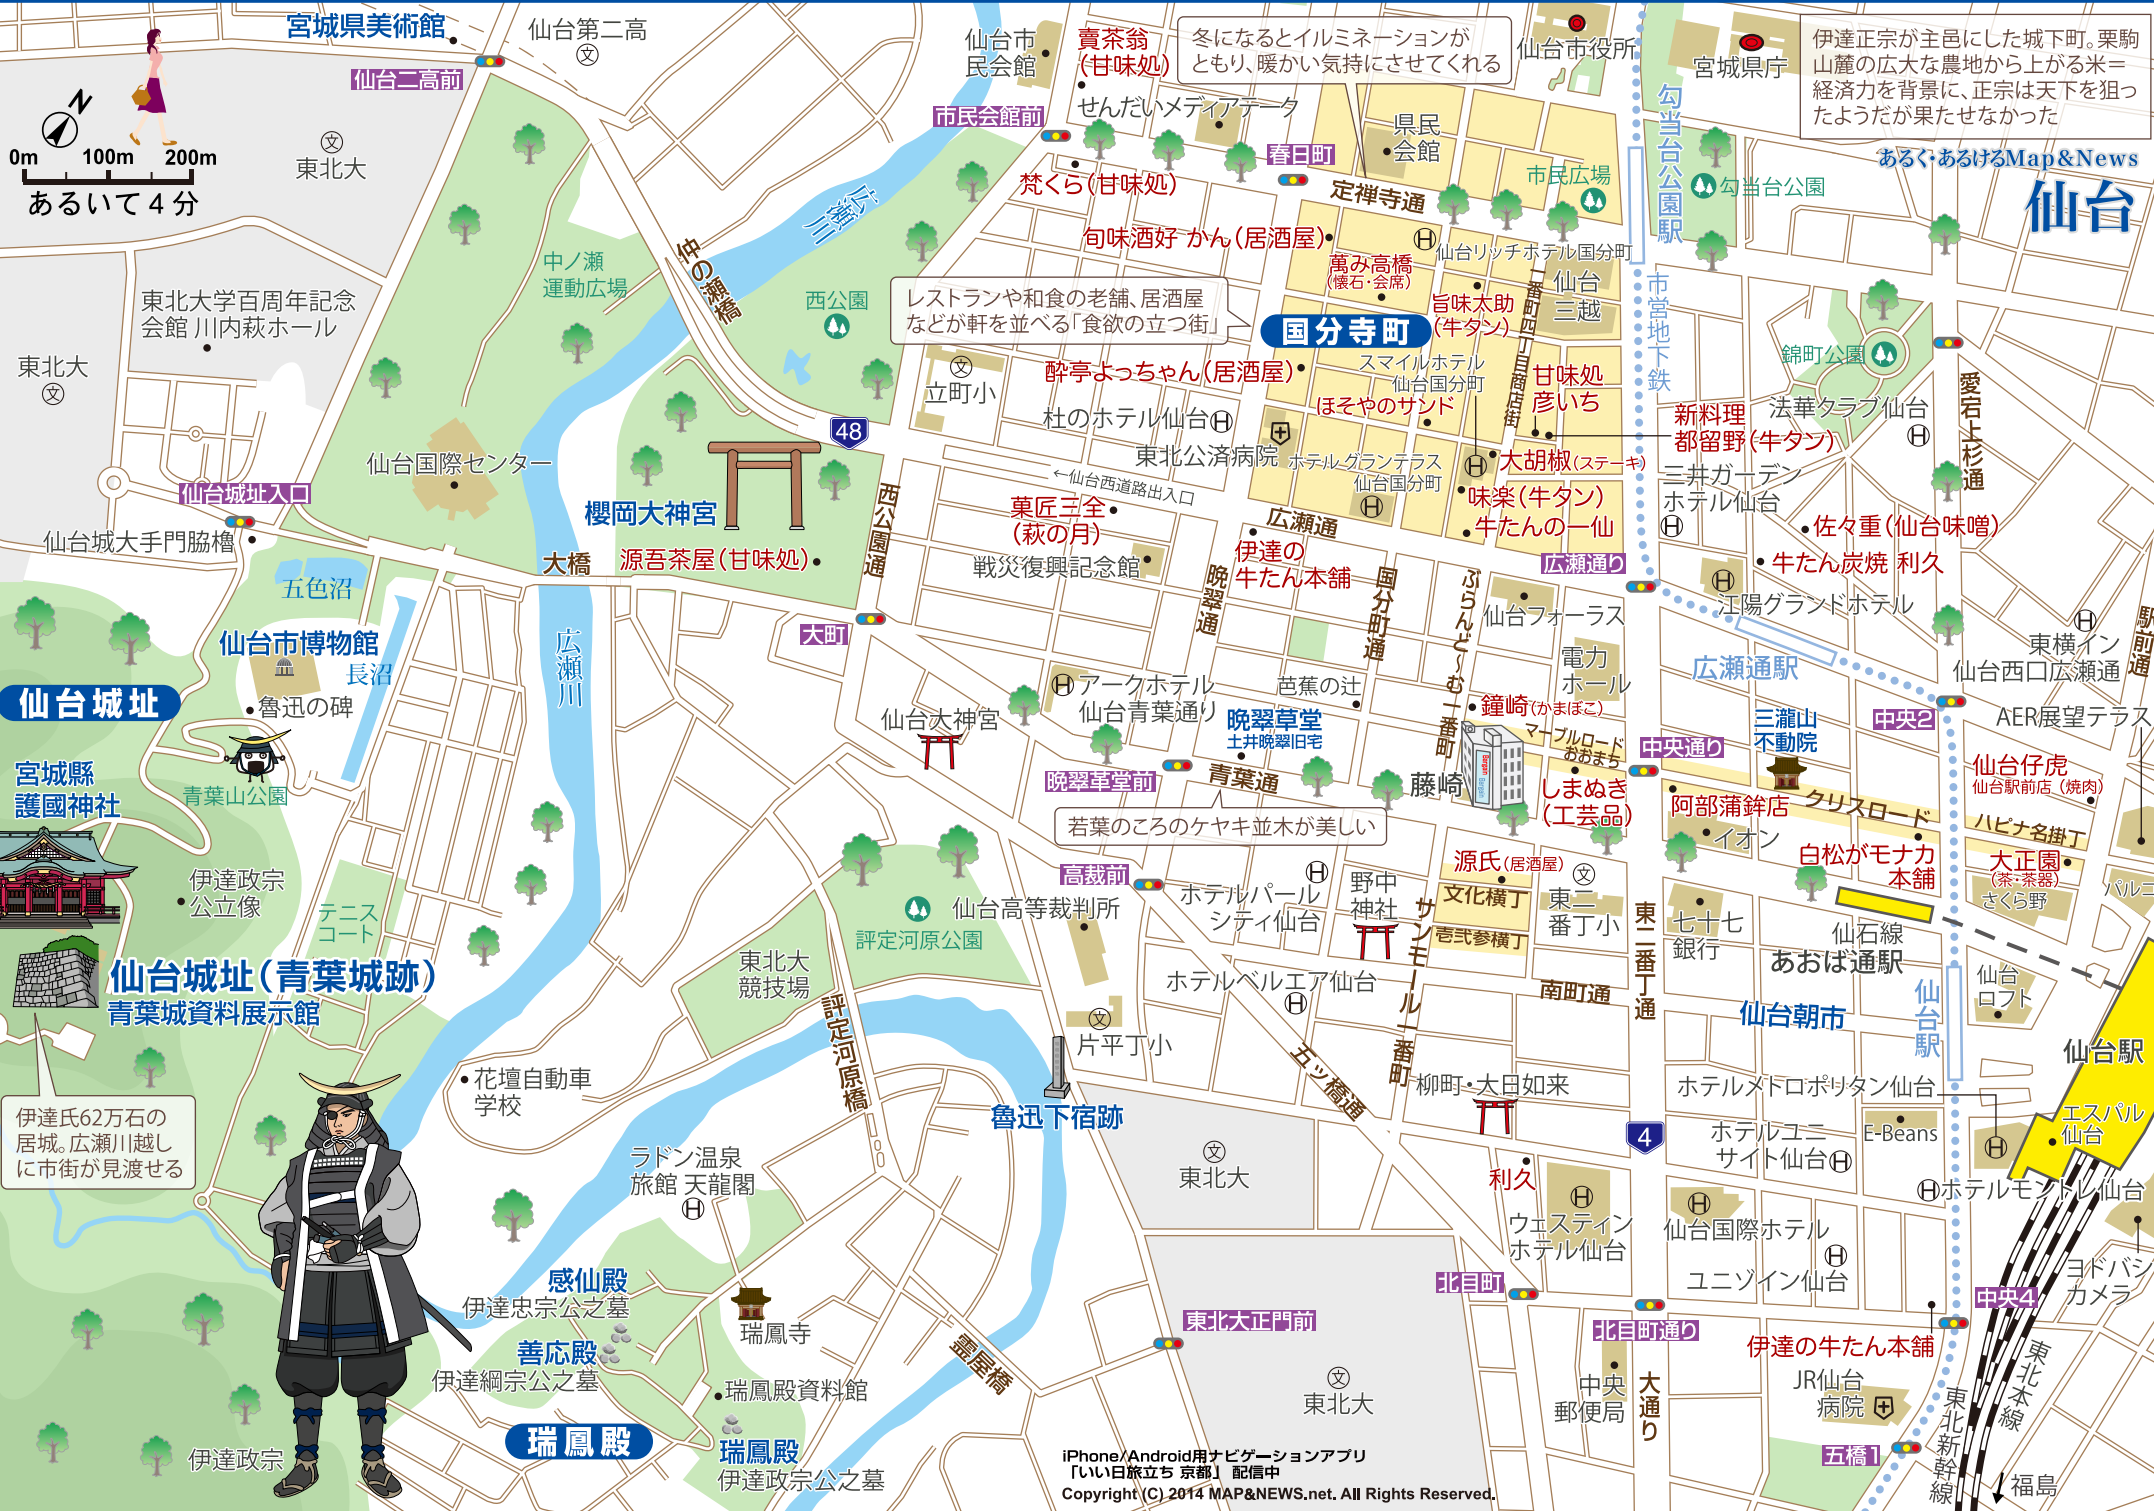 宮城県美術館
仙台第二高
文
仙台二高前
N
0m 100m 200m
あるいて4分
文
東北大
仙台市
民会館
賣茶翁
(甘味処)
冬になるとイルミネーションが
ともり、暖かい気持にさせてくれる
仙台市役所
宮城県庁
伊達正宗が主邑にした城下町。栗駒
山麓の広大な農地から上がる米=
経済力を背景に、正宗は天下を狙っ
たようだが果たせなかった
あるく・あるけるMap&News
仙台
市民会館前
せんだいメディアテーク
春日町
県民
会館
勾当台公園駅
梵くら(甘味処)
定禅寺通
市民広場
勾当台公園
広瀬川
旬味酒好 かん(居酒屋)
仙台リッチホテル国分町
仲の瀬橋
中ノ瀬
運動広場
西公園
萬み高橋
(懐石・会席)
一番町四丁目商店街
仙台
三越
市営地下鉄
東北大学百周年記念
会館 川内萩ホール
レストランや和食の老舗、居酒屋
などが軒を並べる「食欲の立つ街」
国分寺町
旨味太助
(牛タン)
錦町公園
東北大
文
文
立町小
酔亭よっちゃん(居酒屋)
スマイルホテル
仙台国分町
甘味処
彦いち
愛宕上杉通
杜のホテル仙台
ほそやのサンド
新料理
都留野(牛タン)
法華クラブ仙台
48
仙台国際センター
東北公済病院
ホテル グランテラス
仙台国分町
大胡椒(ステーキ)
三井ガーデン
ホテル仙台
←仙台西道路出入口
仙台城址入口
櫻岡大神宮
西公園通
菓匠三全
(萩の月)
味楽(牛タン)
牛たんの一仙
佐々重(仙台味噌)
仙台城大手門脇櫓
大橋
源吾茶屋(甘味処)
戦災復興記念館
広瀬通
伊達の
牛たん本舗
広瀬通り
牛たん炭焼 利久
五色沼
晩翠通
国分町通
ぶらんど〜む一番町
仙台フォーラス
江陽グランドホテル
大町
広瀬川
仙台市博物館
長沼
電力
ホール
広瀬通駅
東横イン
仙台西口広瀬通
駅前通
仙台城址
魯迅の碑
アークホテル
仙台青葉通り
芭蕉の辻
鐘崎(かまぼこ)
仙台大神宮
晩翠草堂
土井晩翠旧宅
マーブルロード
おおまち
中央通り
三瀧山
不動院
中央2
AER展望テラス
宮城縣
護國神社
青葉山公園
晩翠草堂前
青葉通
藤崎
しまぬき
(工芸品)
仙台仔虎
仙台駅前店(焼肉)
阿部蒲鉾店
クリスロード
若葉のころのケヤキ並木が美しい
イオン
ハピナ名掛丁
高裁前
源氏(居酒屋)
白松がモナカ
本舗
大正園
(茶・茶器)
伊達政宗
公立像
テニス
コート
仙台高等裁判所
ホテルパール
シティ仙台
野中
神社
文化横丁
文
東二
番丁小
さくら野
パルコ
評定河原公園
サンモール一番町
壱弐参横丁
東二番丁通
七十七
銀行
仙石線
あおば通駅
仙台城址(青葉城跡)
青葉城資料展示館
東北大
競技場
ホテルベルエア仙台
南町通
仙台朝市
仙台駅
仙台
ロフト
評定河原橋
文
片平丁小
五ッ橋通
仙台駅
花壇自動車
学校
柳町・大日如来
ホテルメトロポリタン仙台
伊達氏62万石の
居城。広瀬川越し
に市街が見渡せる
魯迅下宿跡
4
ホテルユニ
サイト仙台
E-Beans
エスパル
仙台
ラドン温泉
旅館 天龍閣
文
東北大
利久
ホテルモントレ仙台
ウェスティン
ホテル仙台
仙台国際ホテル
感仙殿
伊達忠宗公之墓
北目町
ユニゾイン仙台
ヨドバシ
カメラ
瑞鳳寺
東北大正門前
中央4
北目町通り
善応殿
伊達綱宗公之墓
霊屋橋
伊達の牛たん本舗
文
東北大
瑞鳳殿資料館
中央
郵便局
大通り
JR仙台
病院
東北本線
東北新幹線
瑞鳳殿
瑞鳳殿
伊達政宗公之墓
伊達政宗
iPhone/Android用ナビゲーションアプリ
「いい日旅立ち 京都」 配信中
Copyright (C) 2014 MAP&NEWS.net. All Rights Reserved.
五橋1
福島